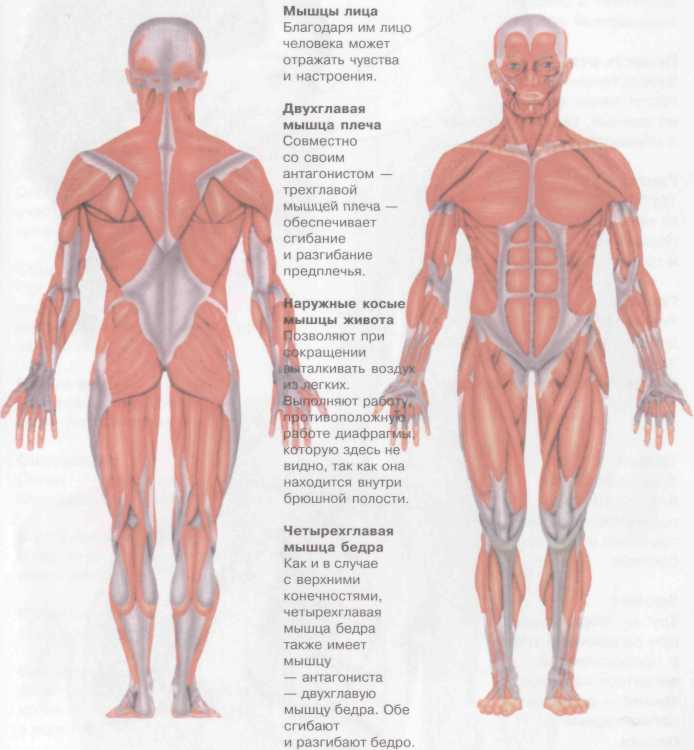 Мышцы лица
Благодаря им лицо
человека может
отражать чувства
и настроения.
Двухглавая
мышца плеча
Совместно
со своим
антагонистом —
трехглавой
мышцей плеча —
обеспечивает
сгибание
и разгибание
предплечья.
Наружные косые
мышцы живота
Позволяют при
сокращении
выталкивать воздух
из легких.
Выполняют работу,
противоположную
работе диафрагмы,
которую здесь не
видно, так как она
находится внутри
брюшной полости.
Четырехглавая
мышца бедра
Как и в случае
с верхними
конечностями,
четырехглавая
мышца бедра
также имеет
мышцу
— антагониста
— двухглавую
мышцу бедра. Обе
сгибают
и разгибают бедро.